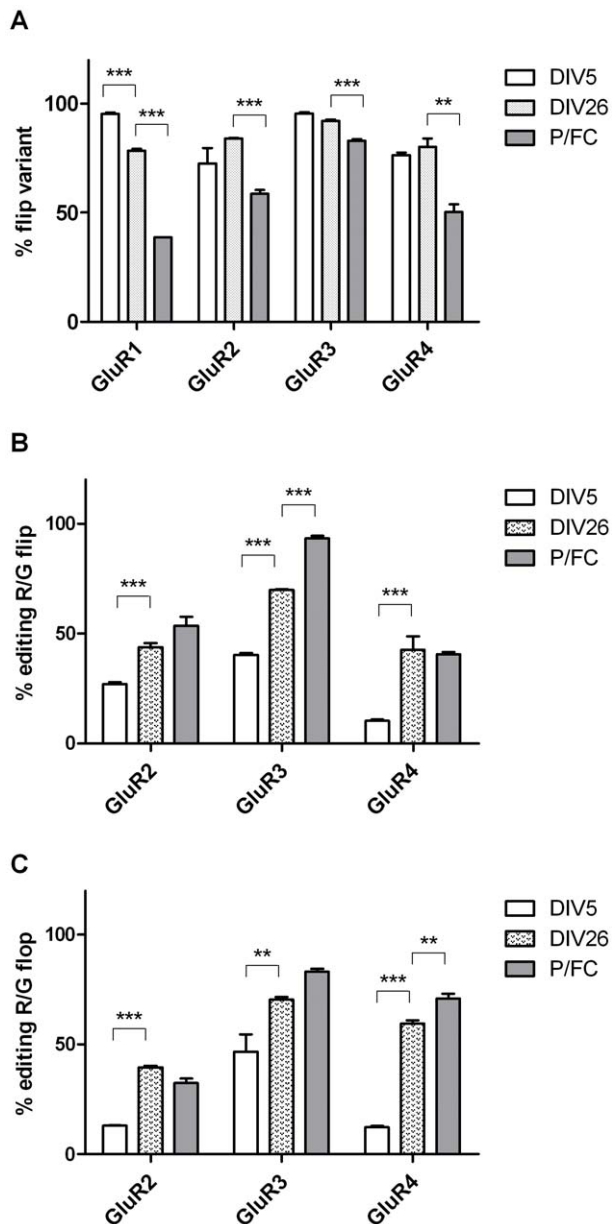 A
% flip variant
100
50
0
***
***
***
***
**
GluR1
GluR2
GluR3
GluR4
DIV5
DIV26
P/FC
B
% editing R/G flip
100
50
0
***
***
***
***
GluR2
GluR3
GluR4
DIV5
DIV26
P/FC
C
% editing R/G flop
100
50
0
***
**
***
**
GluR2
GluR3
GluR4
DIV5
DIV26
P/FC